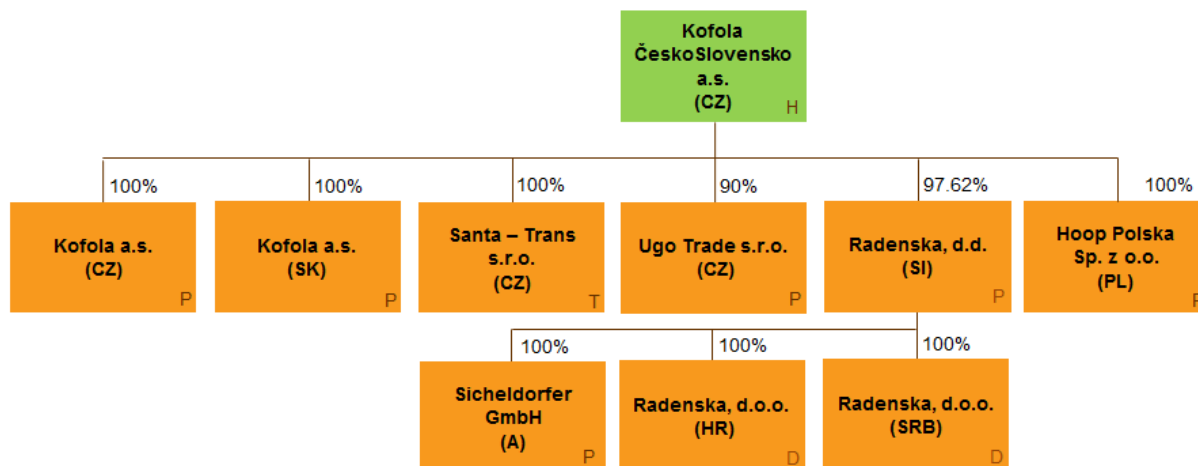 Kofola
ČeskoSlovensko
a.s.
(CZ)
H
100%
100%
100%
90%
97.62%
100%
Kofola a.s.
(CZ)
P
Kofola a.s.
(SK)
P
Santa – Trans
s.r.o.
(CZ)
T
Ugo Trade s.r.o.
(CZ)
P
Radenska, d.d.
(SI)
P
Hoop Polska
Sp. z o.o.
(PL)
P
100%
100%
100%
Sicheldorfer
GmbH
(A)
P
Radenska, d.o.o.
(HR)
D
Radenska, d.o.o.
(SRB)
D